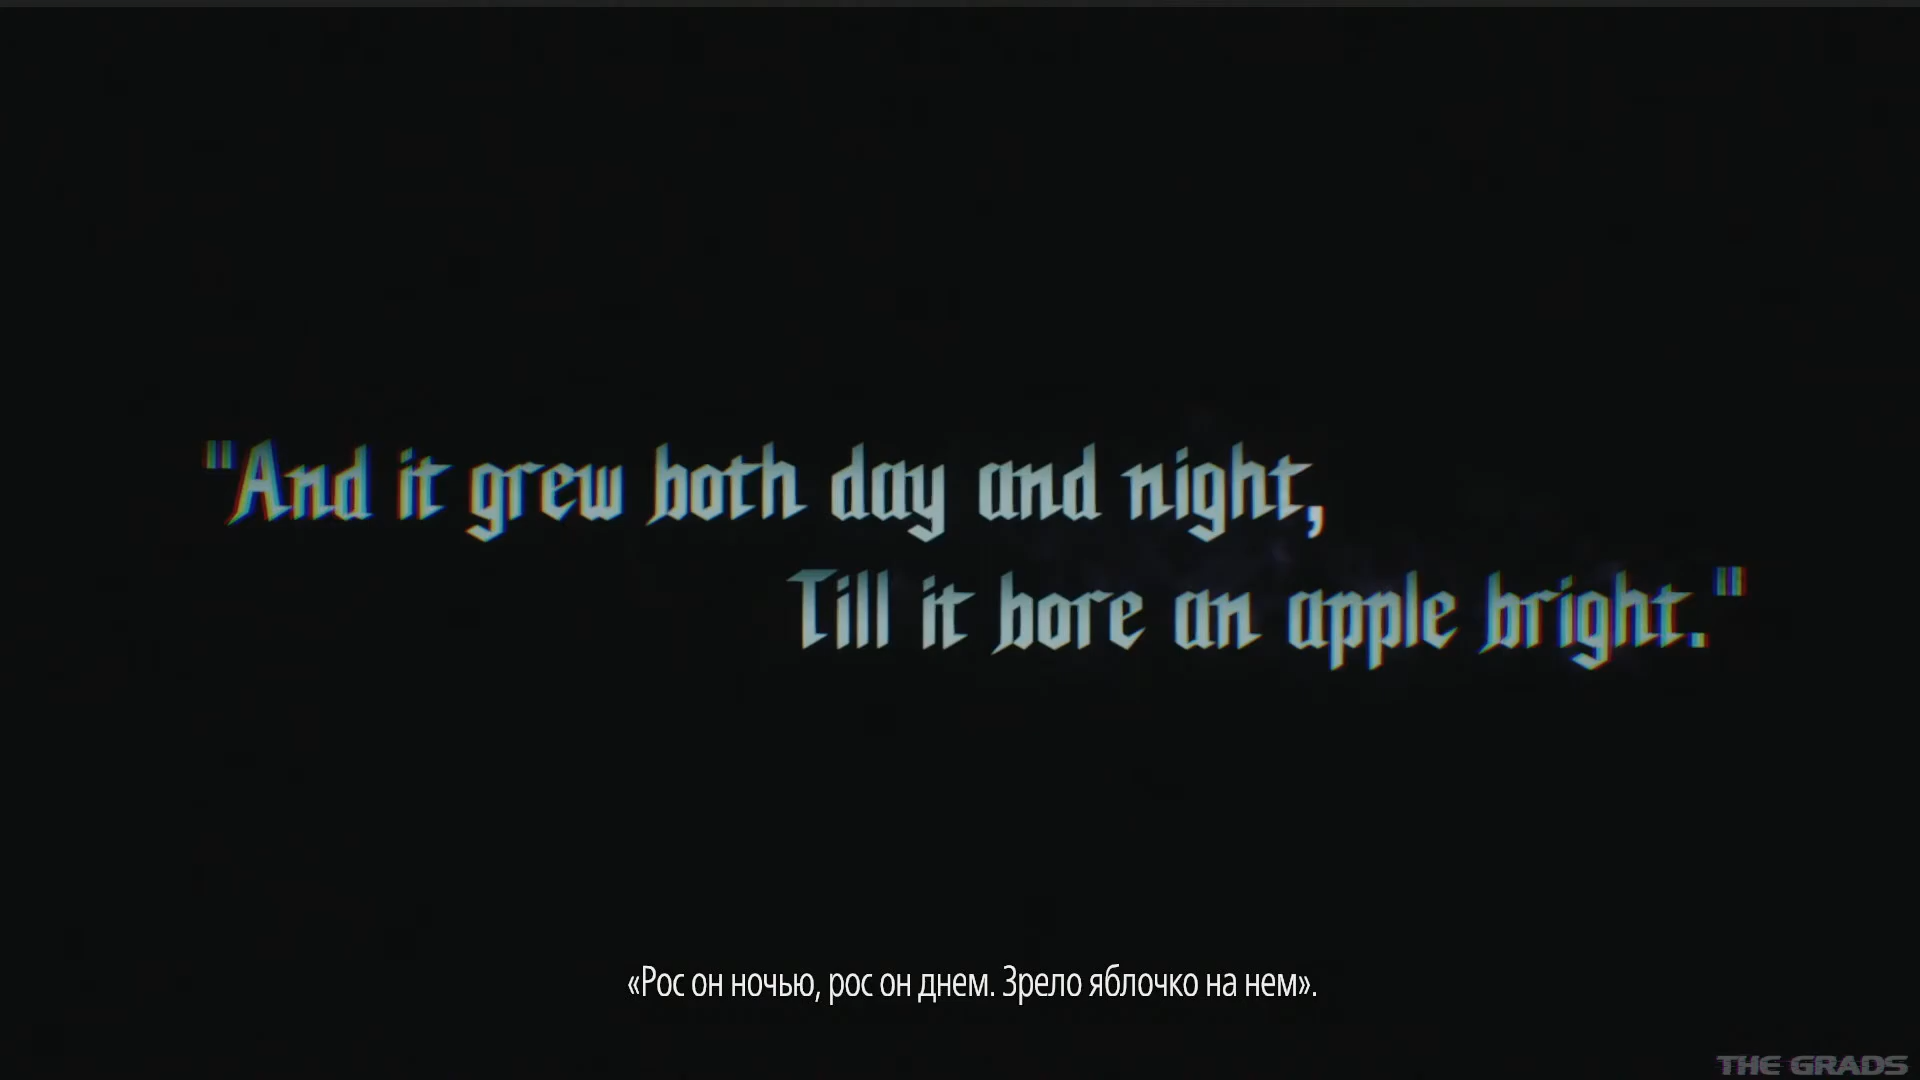 "And it grew both day and night,
Till it bore an apple bright."
«Рос он ночью, рос он днем. Зрело яблочко на нем».
THE GRADS